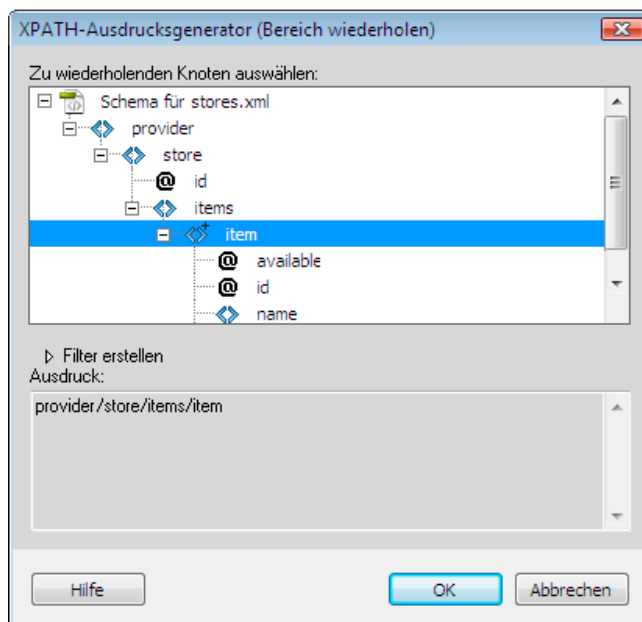 XPATH-Ausdrucksgenerator (Bereich wiederholen)
Zu wiederholenden Knoten auswählen:
Schema für stores.xml
provider
store
@ id
items
item
@ available
@ id
name
Filter erstellen
Ausdruck:
provider/store/items/item
Hilfe OK Abbrechen